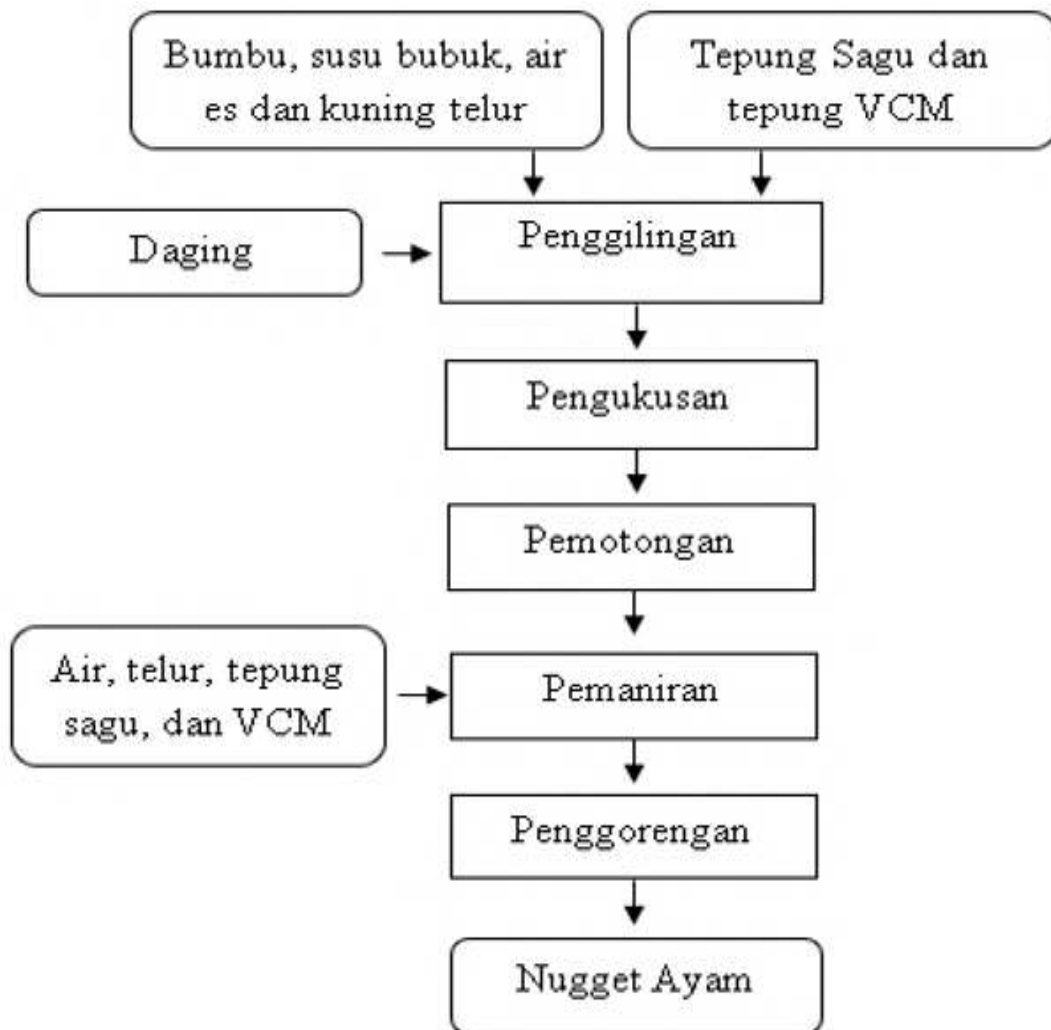 Bumbu, susu bubuk, air
es dan kuning telur
Tepung Sagu dan
tepung VCM
Daging
Penggilingan
Pengukusan
Pemotongan
Air, telur, tepung
sagu, dan VCM
Pemaniran
Penggorengan
Nugget Ayam